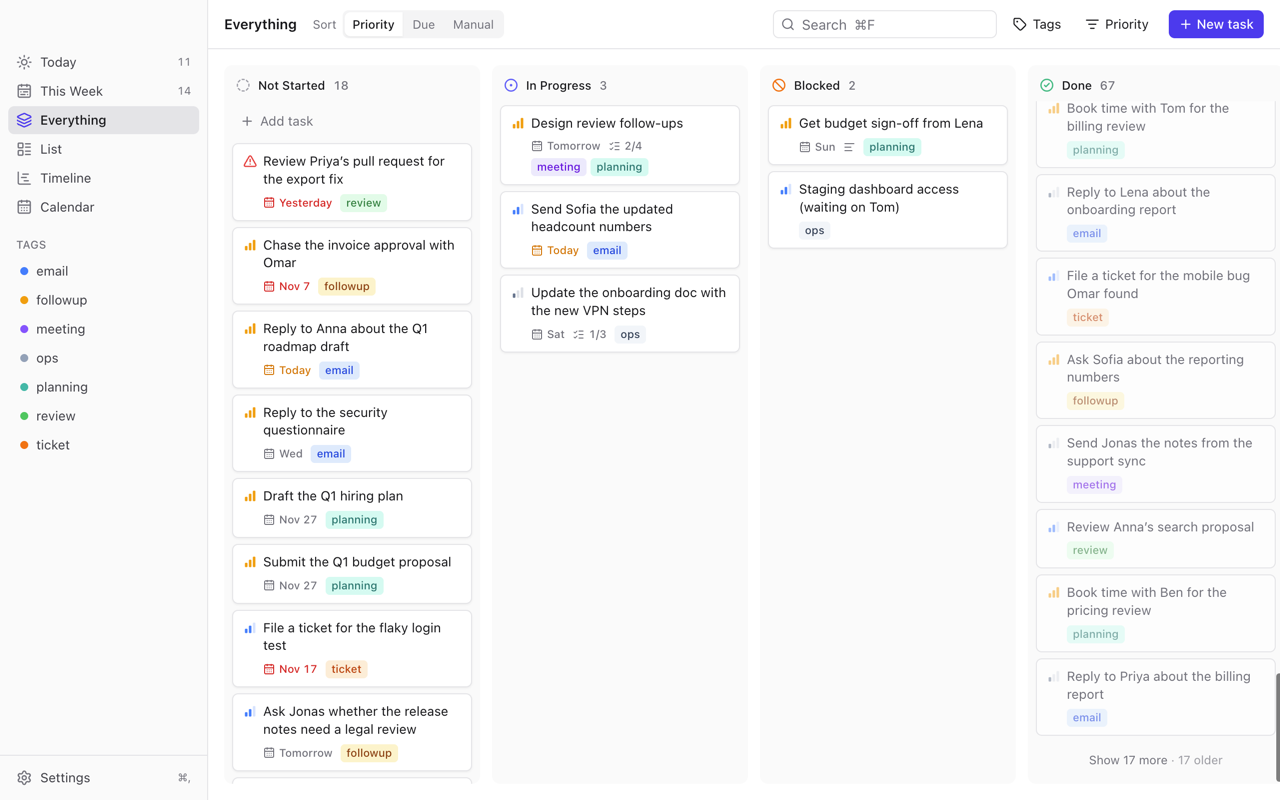 Today 11
This Week 14
Everything
List
Timeline
Calendar
TAGS
email
followup
meeting
ops
planning
review
ticket
Settings ⌘,
Everything Sort Priority Due Manual Search ⌘F Tags Priority + New task
Not Started 18
+ Add task
Review Priya's pull request for
the export fix
Yesterday review
Chase the invoice approval with
Omar
Nov 7 followup
Reply to Anna about the Q1
roadmap draft
Today email
Reply to the security
questionnaire
Wed email
Draft the Q1 hiring plan
Nov 27 planning
Submit the Q1 budget proposal
Nov 27 planning
File a ticket for the flaky login
test
Nov 17 ticket
Ask Jonas whether the release
notes need a legal review
Tomorrow followup
In Progress 3
Design review follow-ups
Tomorrow 2/4
meeting planning
Send Sofia the updated
headcount numbers
Today email
Update the onboarding doc with
the new VPN steps
Sat 1/3 ops
Blocked 2
Get budget sign-off from Lena
Sun planning
Staging dashboard access
(waiting on Tom)
ops
Done 67
Book time with Tom for the
billing review
planning
Reply to Lena about the
onboarding report
email
File a ticket for the mobile bug
Omar found
ticket
Ask Sofia about the reporting
numbers
followup
Send Jonas the notes from the
support sync
meeting
Review Anna's search proposal
review
Book time with Ben for the
pricing review
planning
Reply to Priya about the billing
report
email
Show 17 more · 17 older